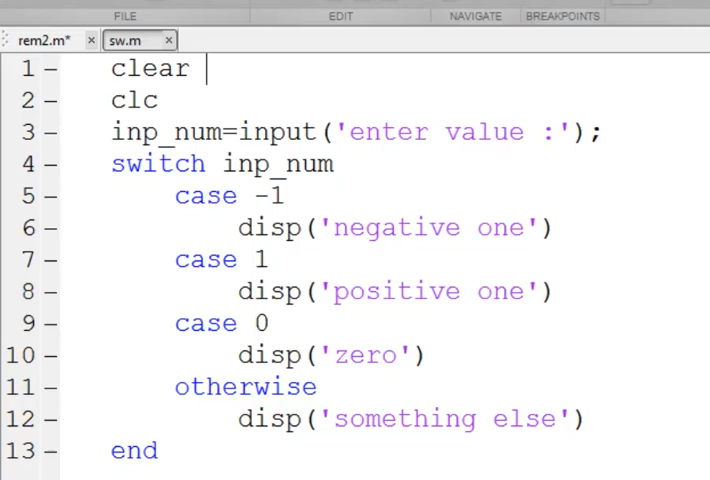 FILE EDIT NAVIGATE BREAKPOINTS
rem2.m* × sw.m ×
1 – clear
2 – clc
3 – inp_num=input('enter value :');
4 – switch inp_num
5 – case -1
6 – disp('negative one')
7 – case 1
8 – disp('positive one')
9 – case 0
10 – disp('zero')
11 – otherwise
12 – disp('something else')
13 – end